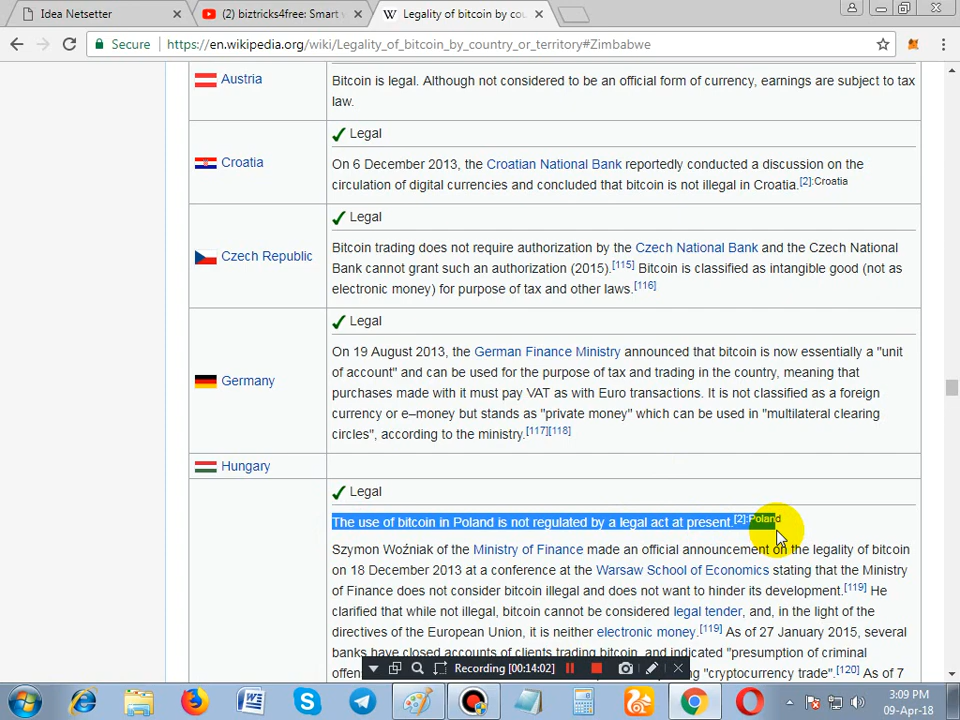 Idea Netsetter
(2) biztricks4free: Smart
Legality of bitcoin by cou
Secure
https://en.wikipedia.org/wiki/Legality_of_bitcoin_by_country_or_territory#Zimbabwe
Austria
Bitcoin is legal. Although not considered to be an official form of currency, earnings are subject to tax
law.
Legal
Croatia
On 6 December 2013, the Croatian National Bank reportedly conducted a discussion on the
circulation of digital currencies and concluded that bitcoin is not illegal in Croatia.[2]:Croatia
Legal
Czech Republic
Bitcoin trading does not require authorization by the Czech National Bank and the Czech National
Bank cannot grant such an authorization (2015).[115] Bitcoin is classified as intangible good (not as
electronic money) for purpose of tax and other laws.[116]
Legal
Germany
On 19 August 2013, the German Finance Ministry announced that bitcoin is now essentially a "unit
of account" and can be used for the purpose of tax and trading in the country, meaning that
purchases made with it must pay VAT as with Euro transactions. It is not classified as a foreign
currency or e–money but stands as "private money" which can be used in "multilateral clearing
circles", according to the ministry.[117][118]
Hungary
Legal
The use of bitcoin in Poland is not regulated by a legal act at present.[2]:Poland
Szymon Woźniak of the Ministry of Finance made an official announcement on the legality of bitcoin
on 18 December 2013 at a conference at the Warsaw School of Economics stating that the Ministry
of Finance does not consider bitcoin illegal and does not want to hinder its development.[119] He
clarified that while not illegal, bitcoin cannot be considered legal tender, and, in the light of the
directives of the European Union, it is neither electronic money.[119] As of 27 January 2015, several
banks have closed accounts of clients trading bitcoin, and indicated "presumption of criminal
offen
"cryptocurrency trade".[120] As of 7
Recording [00:14:02]
3:09 PM
09-Apr-18